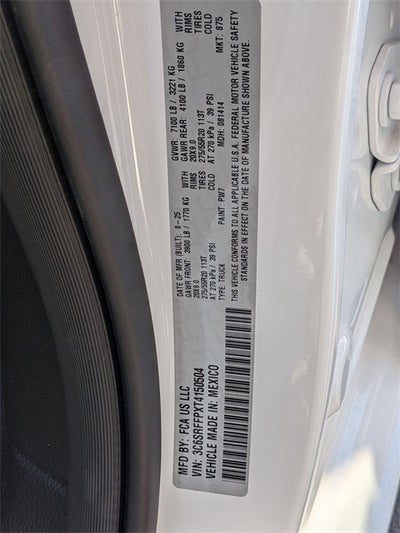 MFD BY: FCA US LLC
VIN: 3C6SRFFPXT4150504
VEHICLE MADE IN: MEXICO
DATE OF MFR (BUILT): 8-25
GAWR FRONT: 3900 LB / 1770 KG
20X9.0
275/55R20 113T
AT 270 kPa / 39 PSI
TYPE: TRUCK
PAINT: PW7
GVWR: 7100 LB / 3221 KG
GAWR REAR: 4100 LB / 1860 KG
20X9.0
275/55R20 113T
AT 270 kPa / 39 PSI
MDH: 081414
WITH
RIMS
TIRES
COLD
WITH
RIMS
TIRES
COLD
MKT: 875
THIS VEHICLE CONFORMS TO ALL APPLICABLE U.S.A. FEDERAL MOTOR VEHICLE SAFETY
STANDARDS IN EFFECT ON THE DATE OF MANUFACTURE SHOWN ABOVE.